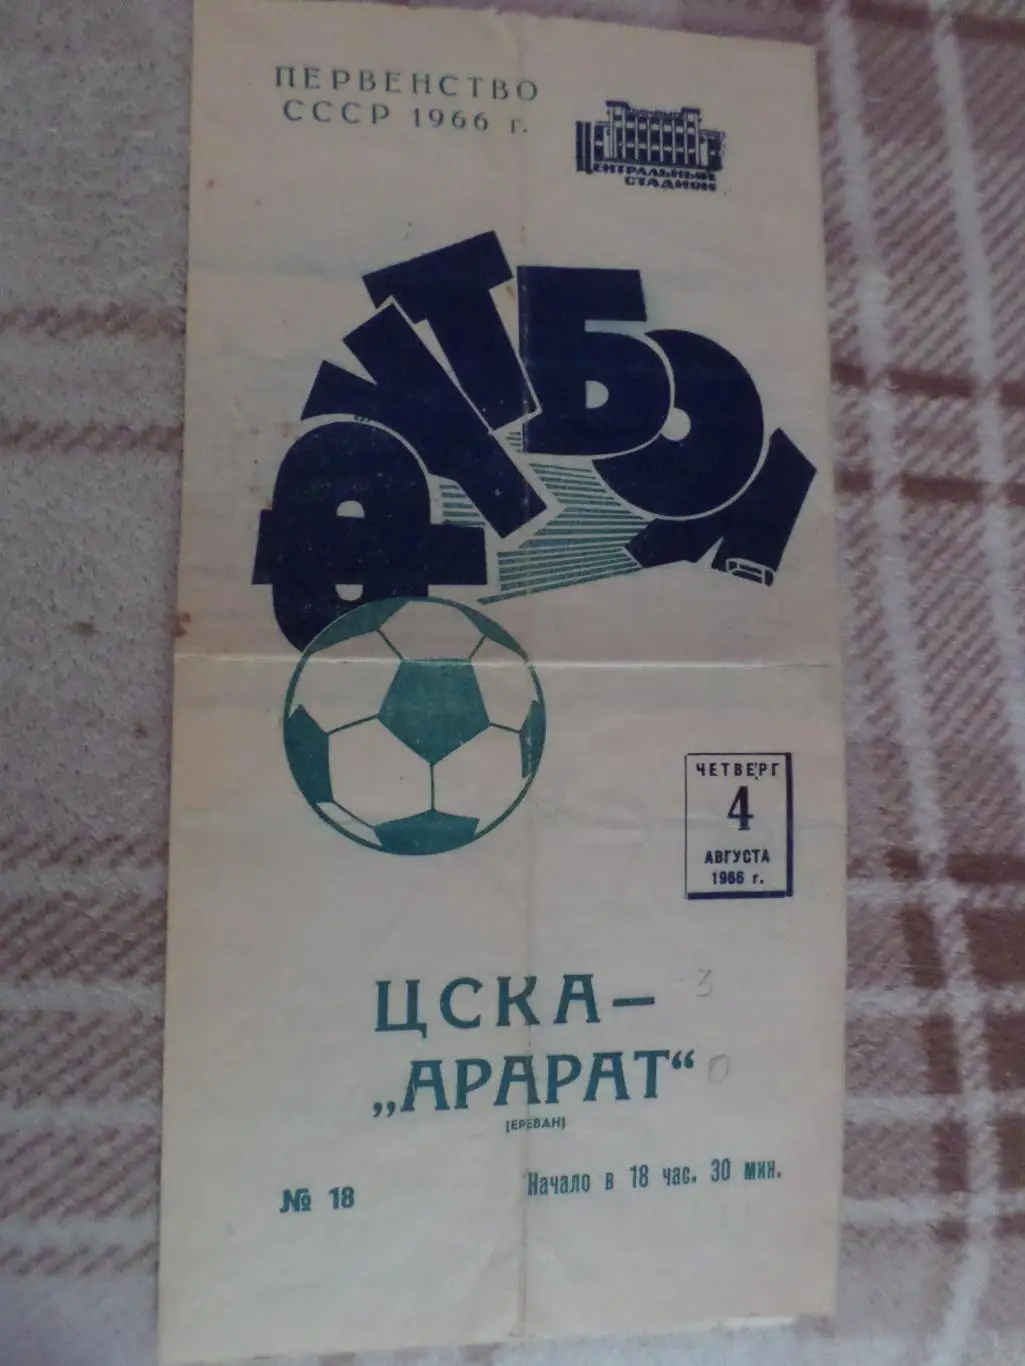 ПЕРВЕНСТВО
СССР 1966 г.
ЦЕНТРАЛЬНЫЙ
СТАДИОН
ФУТБОЛ
ЧЕТВЕРГ
4
АВГУСТА
1966 г.
ЦСКА — 3
„АРАРАТ“ 0
(ЕРЕВАН)
№ 18
Начало в 18 час. 30 мин.